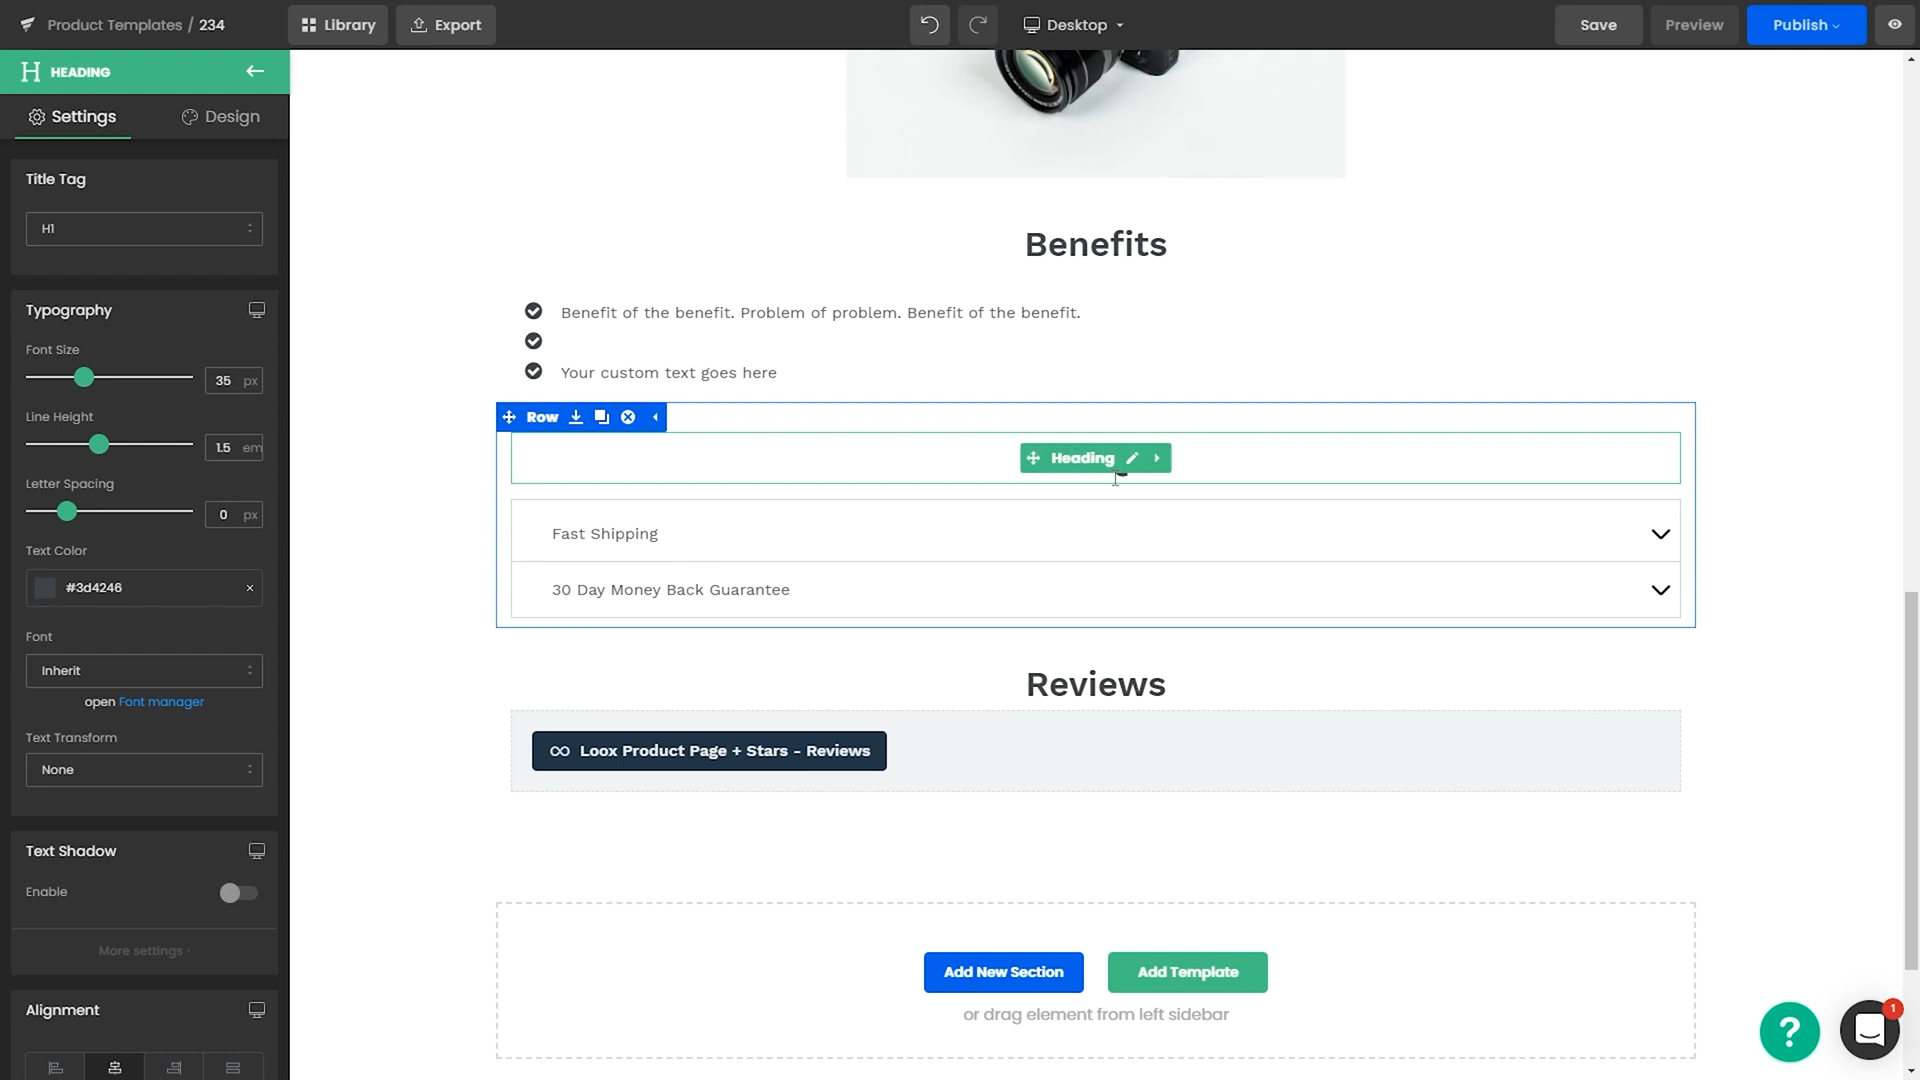 Product Templates / 234
Library
Export
Desktop
Save
Preview
Publish
HEADING
Settings
Design
Title Tag
H1
Typography
Font Size
35 px
Line Height
1.5 em
Letter Spacing
0 px
Text Color
#3d4246
Font
Inherit
open Font manager
Text Transform
None
Text Shadow
Enable
More settings
Alignment
Benefits
Benefit of the benefit. Problem of problem. Benefit of the benefit.
Your custom text goes here
Row
Heading
Fast Shipping
30 Day Money Back Guarantee
Reviews
Loox Product Page + Stars - Reviews
Add New Section
Add Template
or drag element from left sidebar
?
1